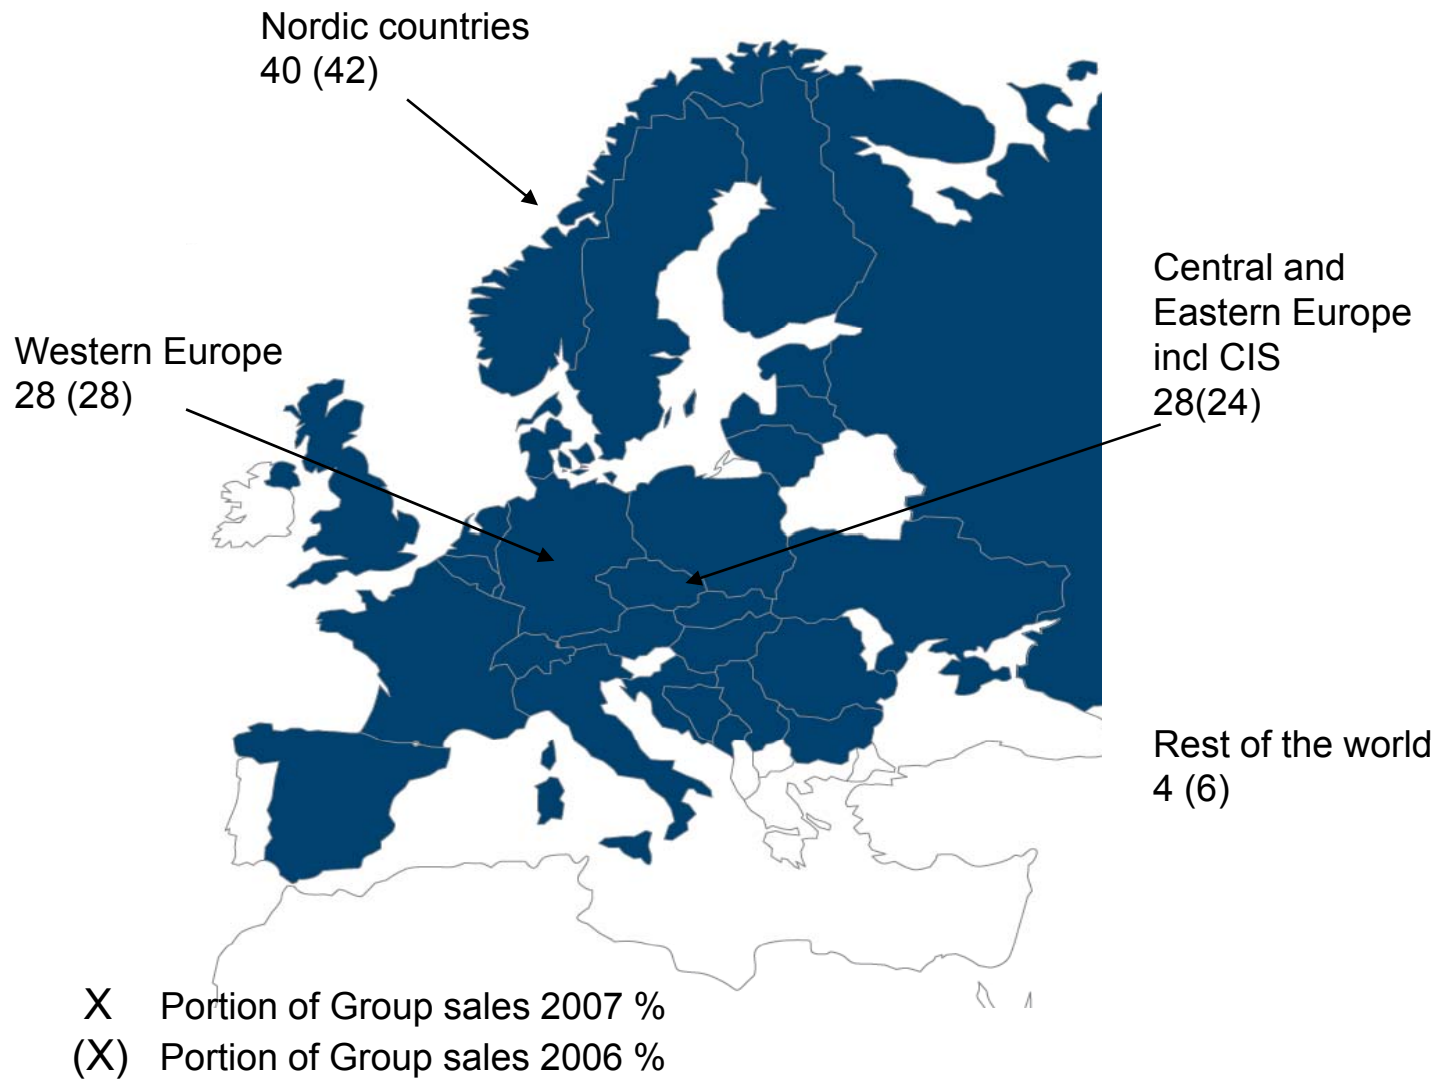 Nordic countries
40 (42)
Central and
Eastern Europe
incl CIS
28(24)
Western Europe
28 (28)
Rest of the world
4 (6)
X Portion of Group sales 2007 %
(X) Portion of Group sales 2006 %